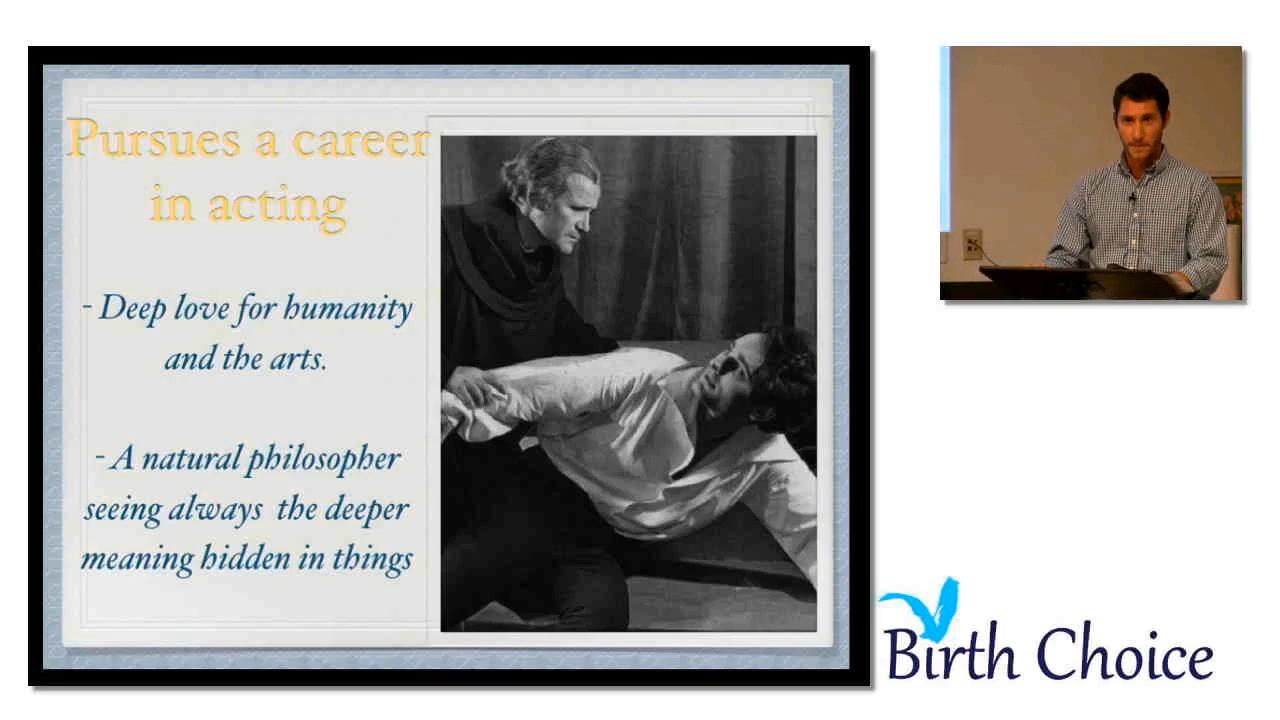 Pursues a career
in acting
- Deep love for humanity
and the arts.
- A natural philosopher
seeing always the deeper
meaning hidden in things
Birth Choice